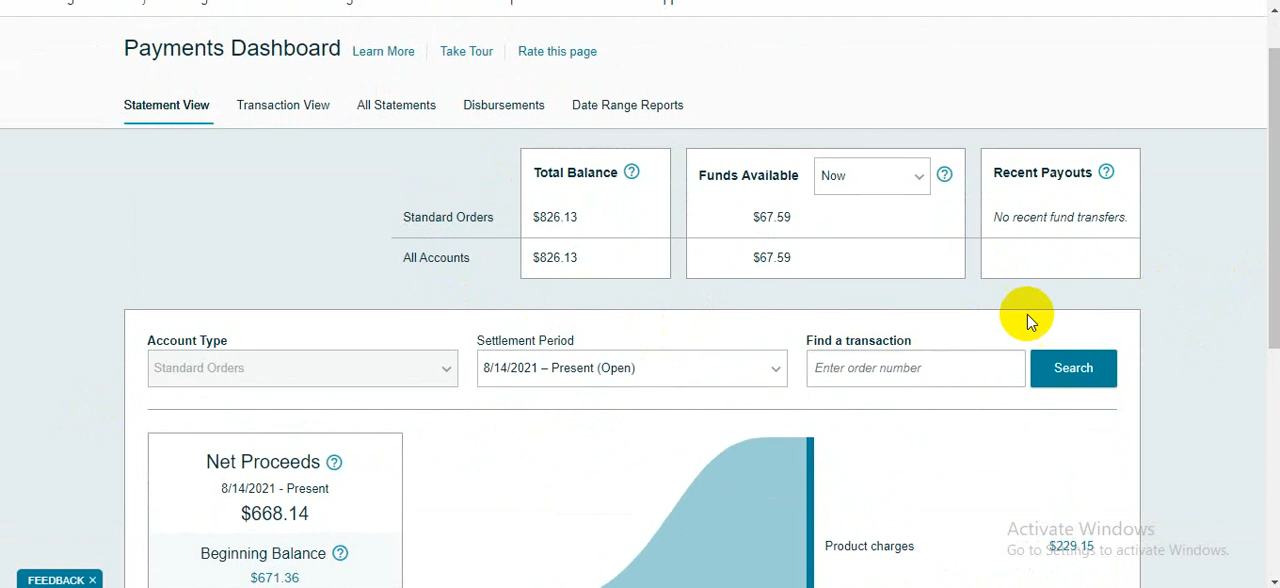 Payments Dashboard Learn More Take Tour Rate this page
Statement View Transaction View All Statements Disbursements Date Range Reports
Total Balance ? Funds Available Now ? Recent Payouts ?
Standard Orders $826.13 $67.59 No recent fund transfers.
All Accounts $826.13 $67.59
Account Type Settlement Period Find a transaction
Standard Orders 8/14/2021 – Present (Open) Enter order number Search
Net Proceeds ?
8/14/2021 - Present
$668.14
Activate Windows
Product charges $229.15
Go to Settings to activate Windows.
Beginning Balance ?
$671.36
FEEDBACK ×